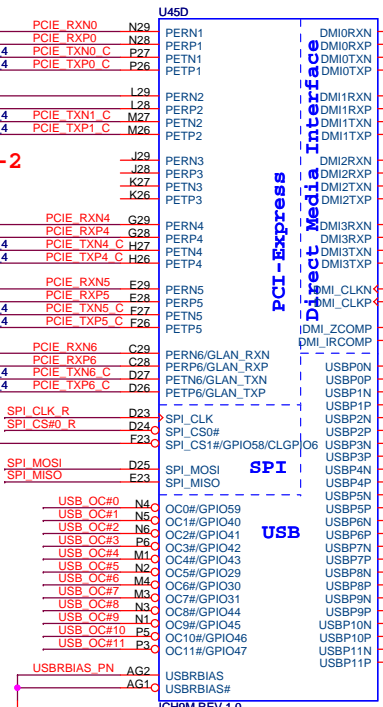 U45D
PCIE_RXN0 N29 PERN1 DMI0RXN
PCIE_RXP0 N28 PERP1 DMI0RXP
4 PCIE_TXN0_C P27 PETN1 DMI0TXN
4 PCIE_TXP0_C P26 PETP1 DMI0TXP
L29 PERN2 DMI1RXN
L28 PERP2 DMI1RXP
4 PCIE_TXN1_C M27 PETN2 DMI1TXN
4 PCIE_TXP1_C M26 PETP2 DMI1TXP
-2
J29 PERN3 DMI2RXN
J28 PERP3 DMI2RXP
K27 PETN3 DMI2TXN
K26 PETP3 DMI2TXP
PCI-Express
Direct Media Interface
PCIE_RXN4 G29 PERN4 DMI3RXN
PCIE_RXP4 G28 PERP4 DMI3RXP
4 PCIE_TXN4_C H27 PETN4 DMI3TXN
4 PCIE_TXP4_C H26 PETP4 DMI3TXP
PCIE_RXN5 E29 PERN5 DMI_CLKN
PCIE_RXP5 E28 PERP5 DMI_CLKP
4 PCIE_TXN5_C F27 PETN5
4 PCIE_TXP5_C F26 PETP5 DMI_ZCOMP
DMI_IRCOMP
PCIE_RXN6 C29 PERN6/GLAN_RXN
PCIE_RXP6 C28 PERP6/GLAN_RXP USBP0N
4 PCIE_TXN6_C D27 PETN6/GLAN_TXN USBP0P
4 PCIE_TXP6_C D26 PETP6/GLAN_TXP USBP1N
USBP1P
SPI_CLK_R D23 SPI_CLK USBP2N
SPI_CS#0_R D24 SPI_CS0# USBP2P
F23 SPI_CS1#/GPIO58/CLGPIO6 USBP3N
USBP3P
SPI_MOSI D25 SPI_MOSI SPI USBP4N
SPI_MISO E23 SPI_MISO USBP4P
USBP5N
USB_OC#0 N4 OC0#/GPIO59 USBP5P
USB_OC#1 N5 OC1#/GPIO40 USBP6N
USB_OC#2 N6 OC2#/GPIO41 USB USBP6P
USB_OC#3 P6 OC3#/GPIO42 USBP7N
USB_OC#4 M1 OC4#/GPIO43 USBP7P
USB_OC#5 N2 OC5#/GPIO29 USBP8N
USB_OC#6 M4 OC6#/GPIO30 USBP8P
USB_OC#7 M3 OC7#/GPIO31 USBP9N
USB_OC#8 N3 OC8#/GPIO44 USBP9P
USB_OC#9 N1 OC9#/GPIO45 USBP10N
USB_OC#10 P5 OC10#/GPIO46 USBP10P
USB_OC#11 P3 OC11#/GPIO47 USBP11N
USBP11P
USBRBIAS_PN AG2 USBRBIAS
AG1 USBRBIAS#
ICH9M REV 1.0